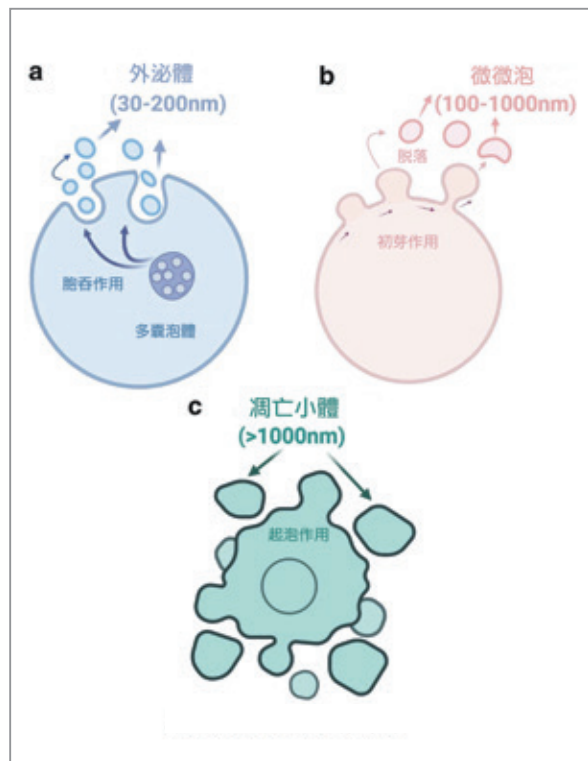 a
外泌體
(30-200nm)
胞吞作用
多囊泡體
b
微微泡
(100-1000nm)
脱落
初芽作用
c
凋亡小體
(>1000nm)
起泡作用